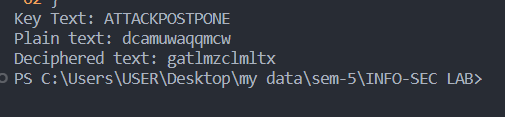 Key Text: ATTACKPOSTPONE
Plain text: dcamuwaqqmcw
Deciphered text: gatlmzclmltx
PS C:\Users\USER\Desktop\my data\sem-5\INFO-SEC LAB>